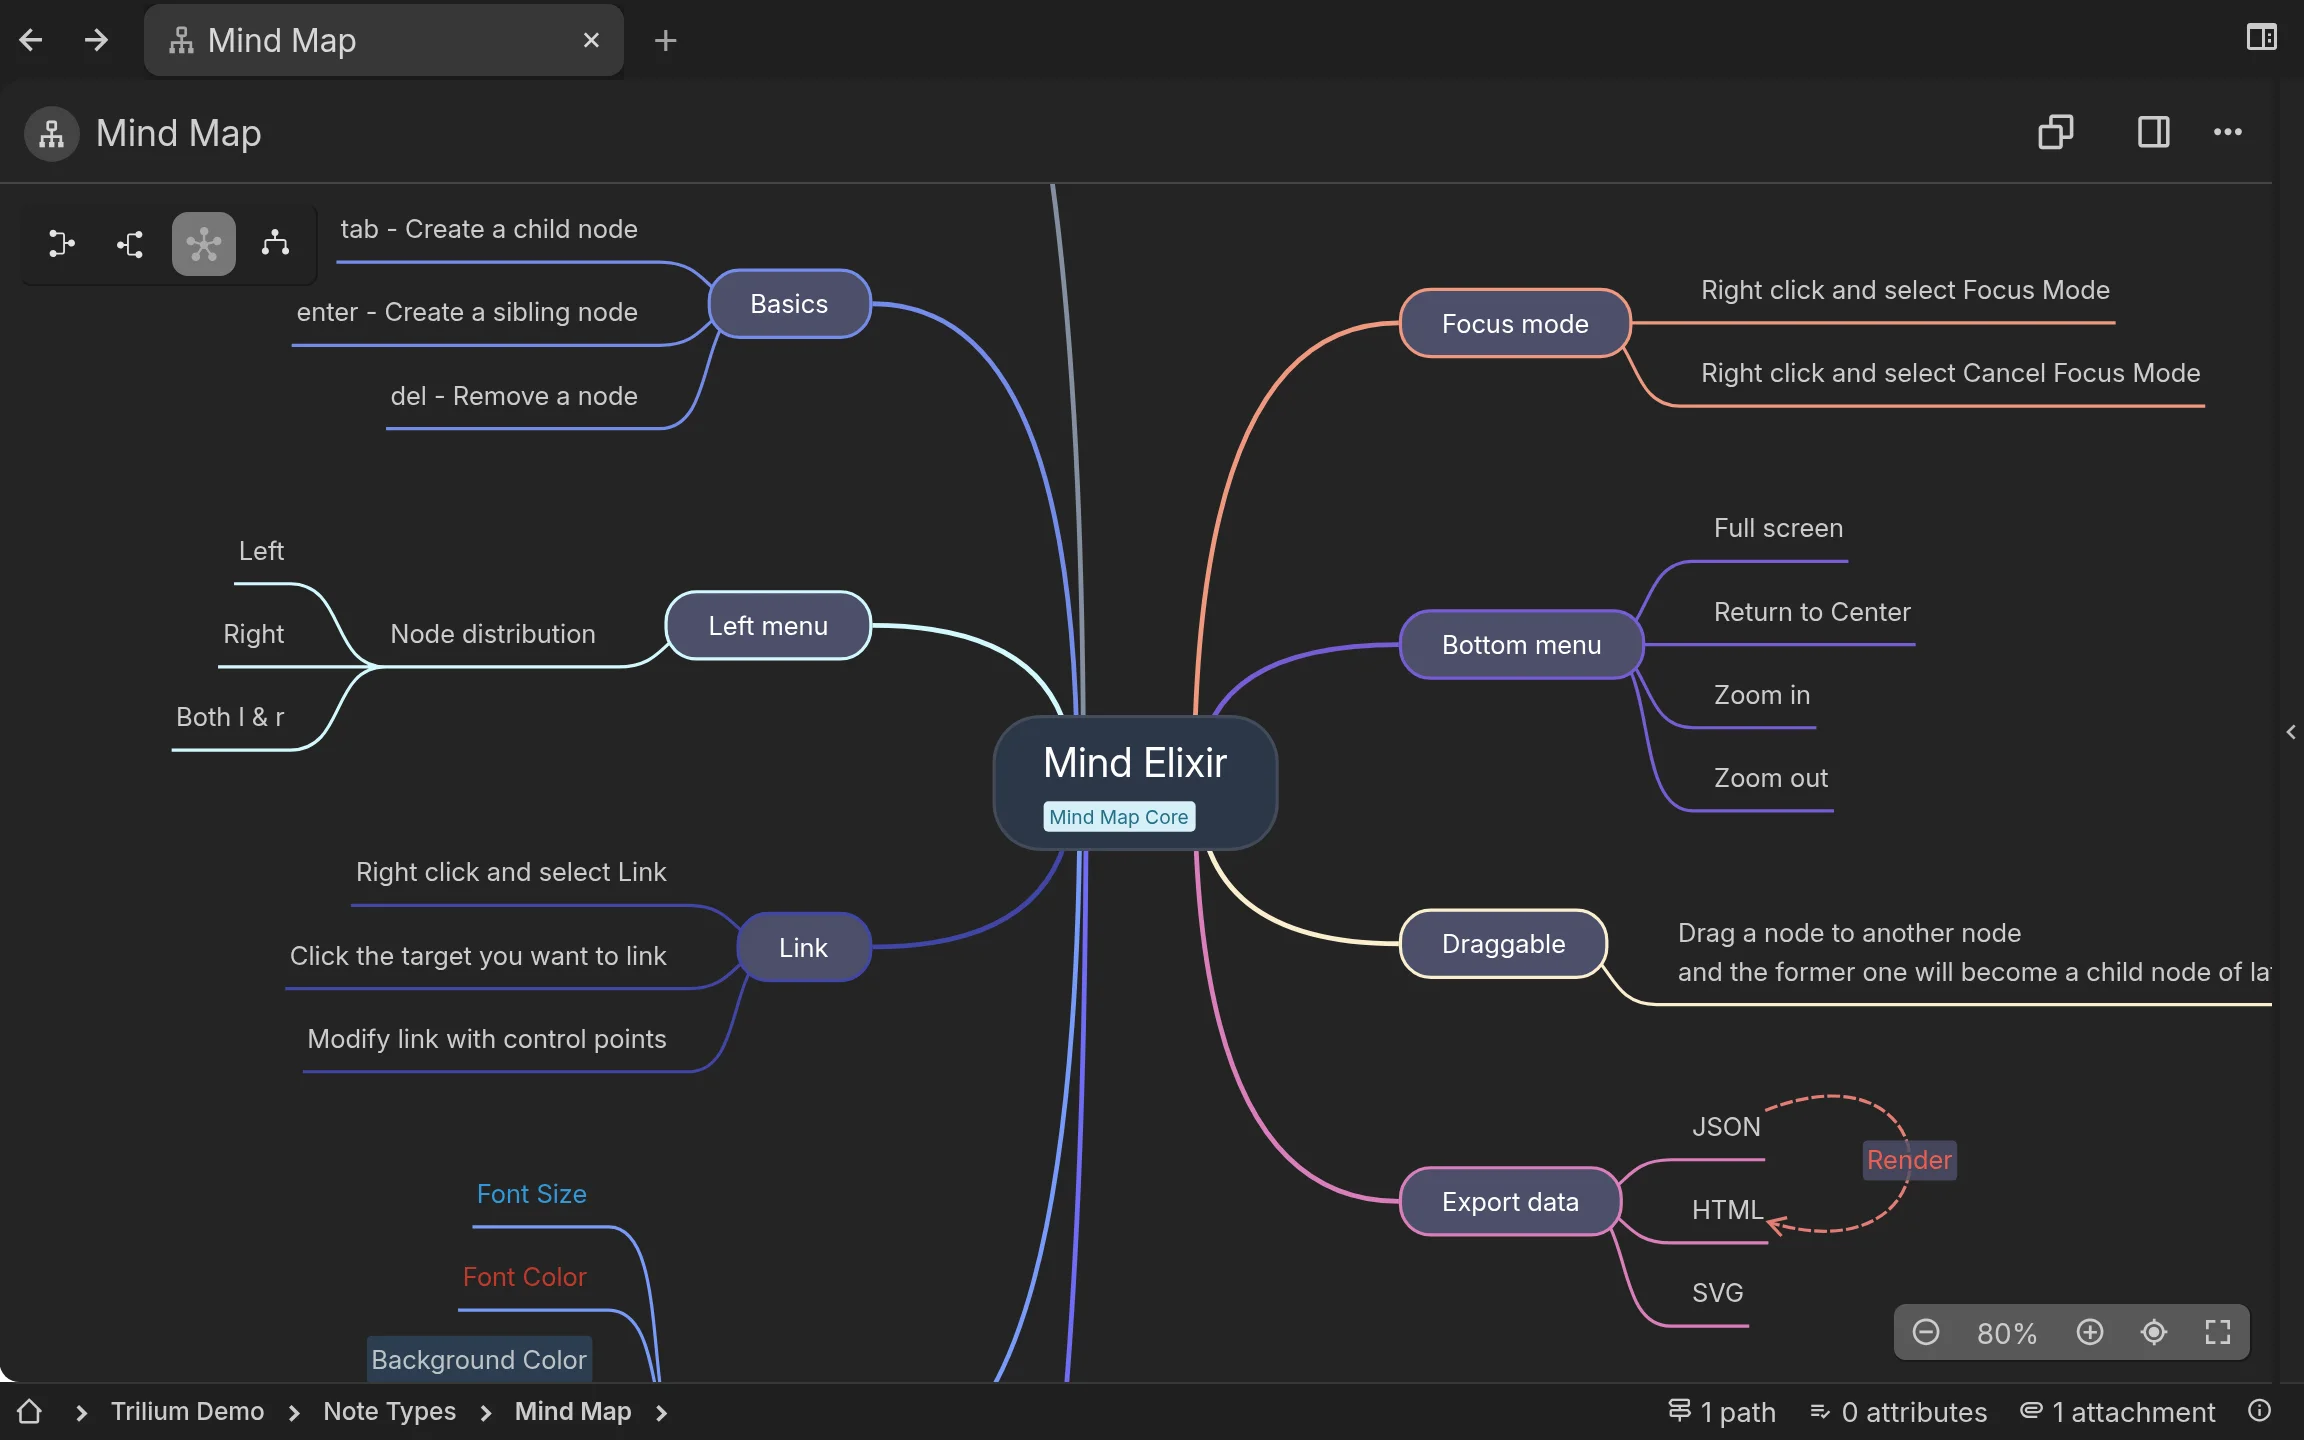 Mind Map
Mind Map
tab - Create a child node
enter - Create a sibling node
del - Remove a node
Basics
Left
Right
Both l & r
Node distribution
Left menu
Right click and select Link
Click the target you want to link
Modify link with control points
Link
Font Size
Font Color
Background Color
Mind Elixir
Mind Map Core
Focus mode
Right click and select Focus Mode
Right click and select Cancel Focus Mode
Bottom menu
Full screen
Return to Center
Zoom in
Zoom out
Draggable
Drag a node to another node
and the former one will become a child node of
Export data
JSON
HTML
SVG
Render
80%
Trilium Demo
Note Types
Mind Map
1 path
0 attributes
1 attachment